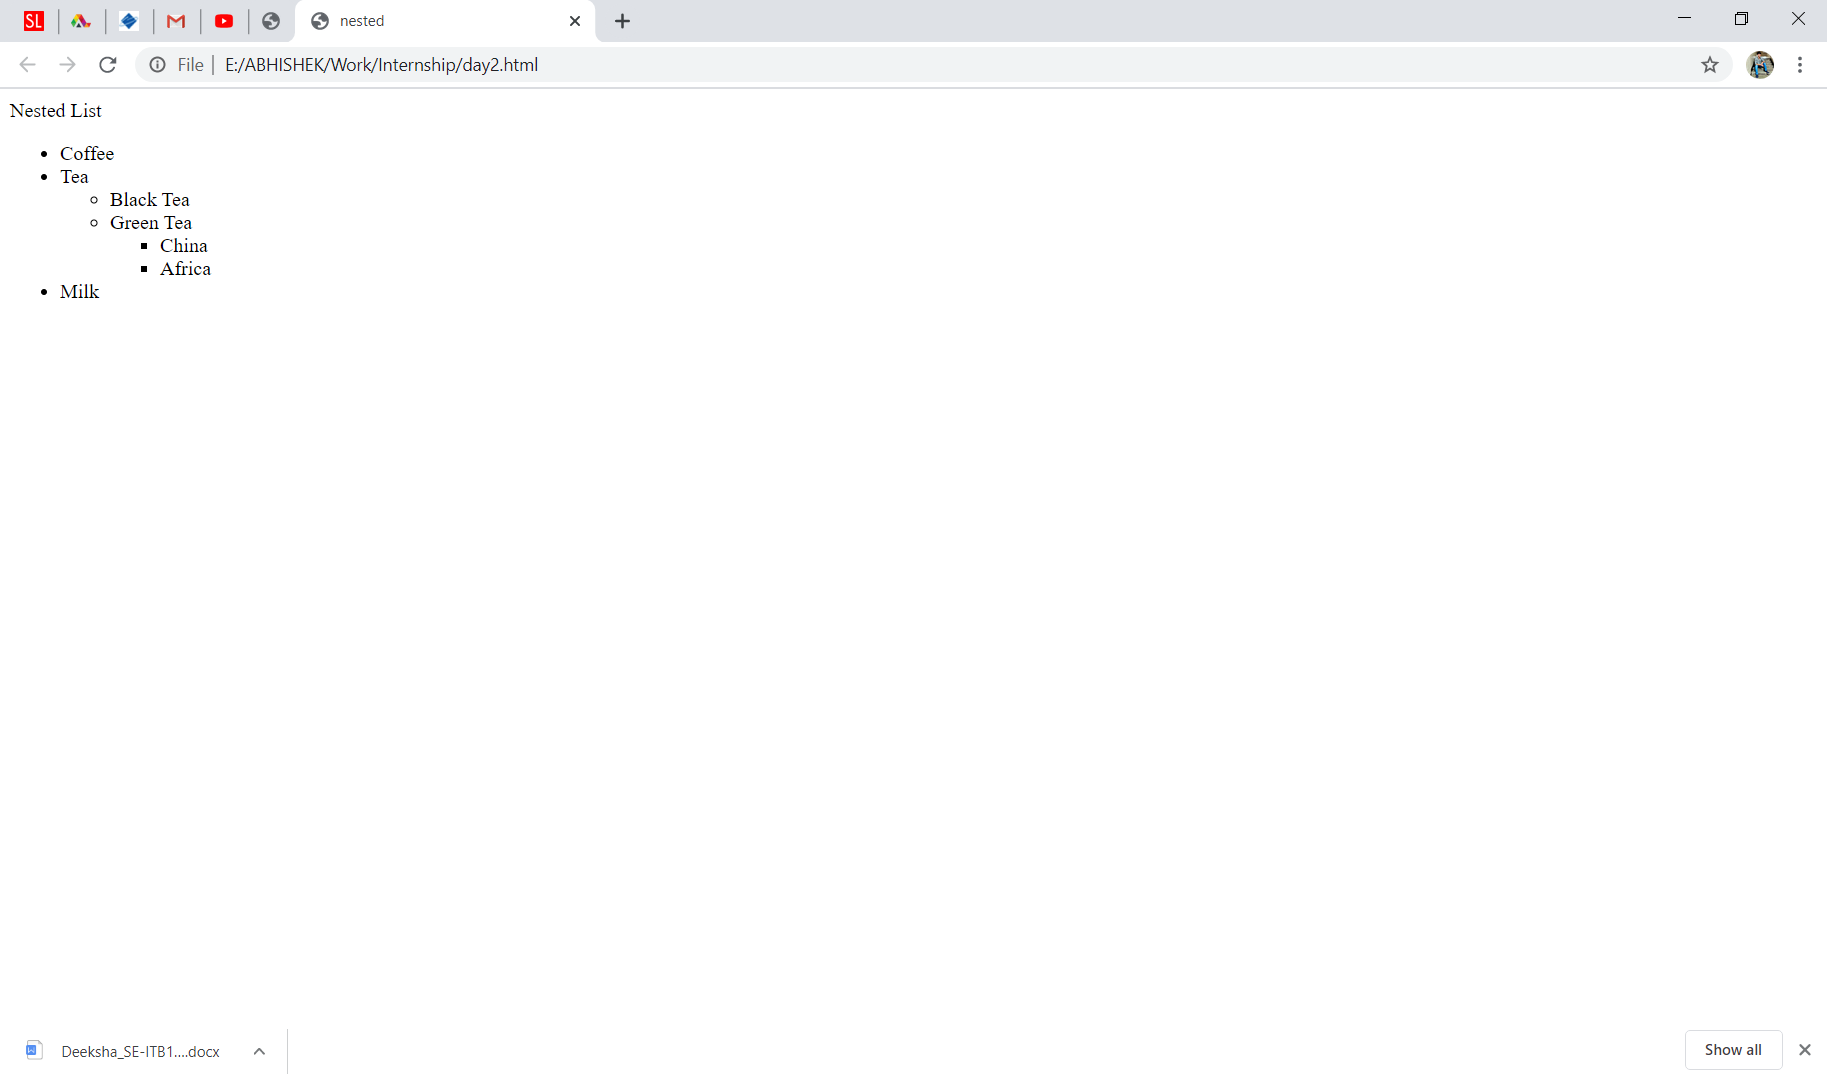 SL
nested
File | E:/ABHISHEK/Work/Internship/day2.html
Nested List
Coffee
Tea
Black Tea
Green Tea
China
Africa
Milk
Deeksha_SE-ITB1....docx
Show all